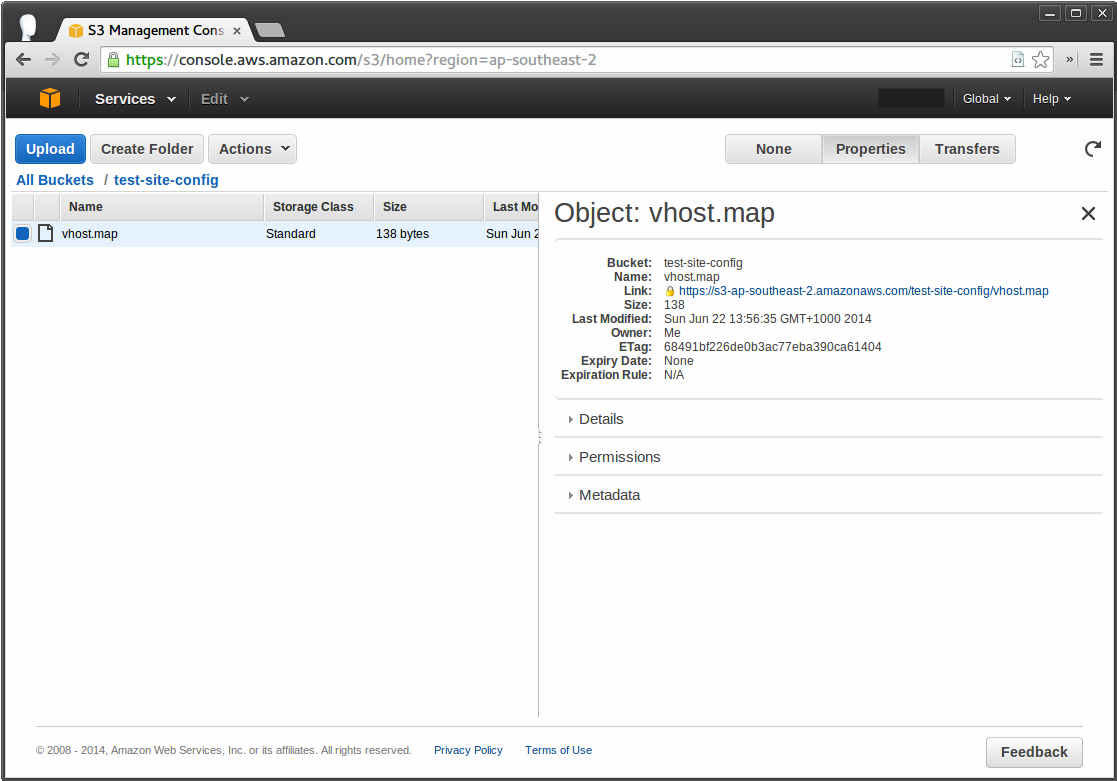 S3 Management Cons
https://console.aws.amazon.com/s3/home?region=ap-southeast-2
Services Edit Global Help
Upload Create Folder Actions None Properties Transfers
All Buckets / test-site-config
Name Storage Class Size Last Mo
vhost.map Standard 138 bytes Sun Jun 2
Object: vhost.map
Bucket: test-site-config
Name: vhost.map
Link: https://s3-ap-southeast-2.amazonaws.com/test-site-config/vhost.map
Size: 138
Last Modified: Sun Jun 22 13:56:35 GMT+1000 2014
Owner: Me
ETag: 68491bf226de0b3ac77eba390ca61404
Expiry Date: None
Expiration Rule: N/A
Details
Permissions
Metadata
© 2008 - 2014, Amazon Web Services, Inc. or its affiliates. All rights reserved. Privacy Policy Terms of Use
Feedback